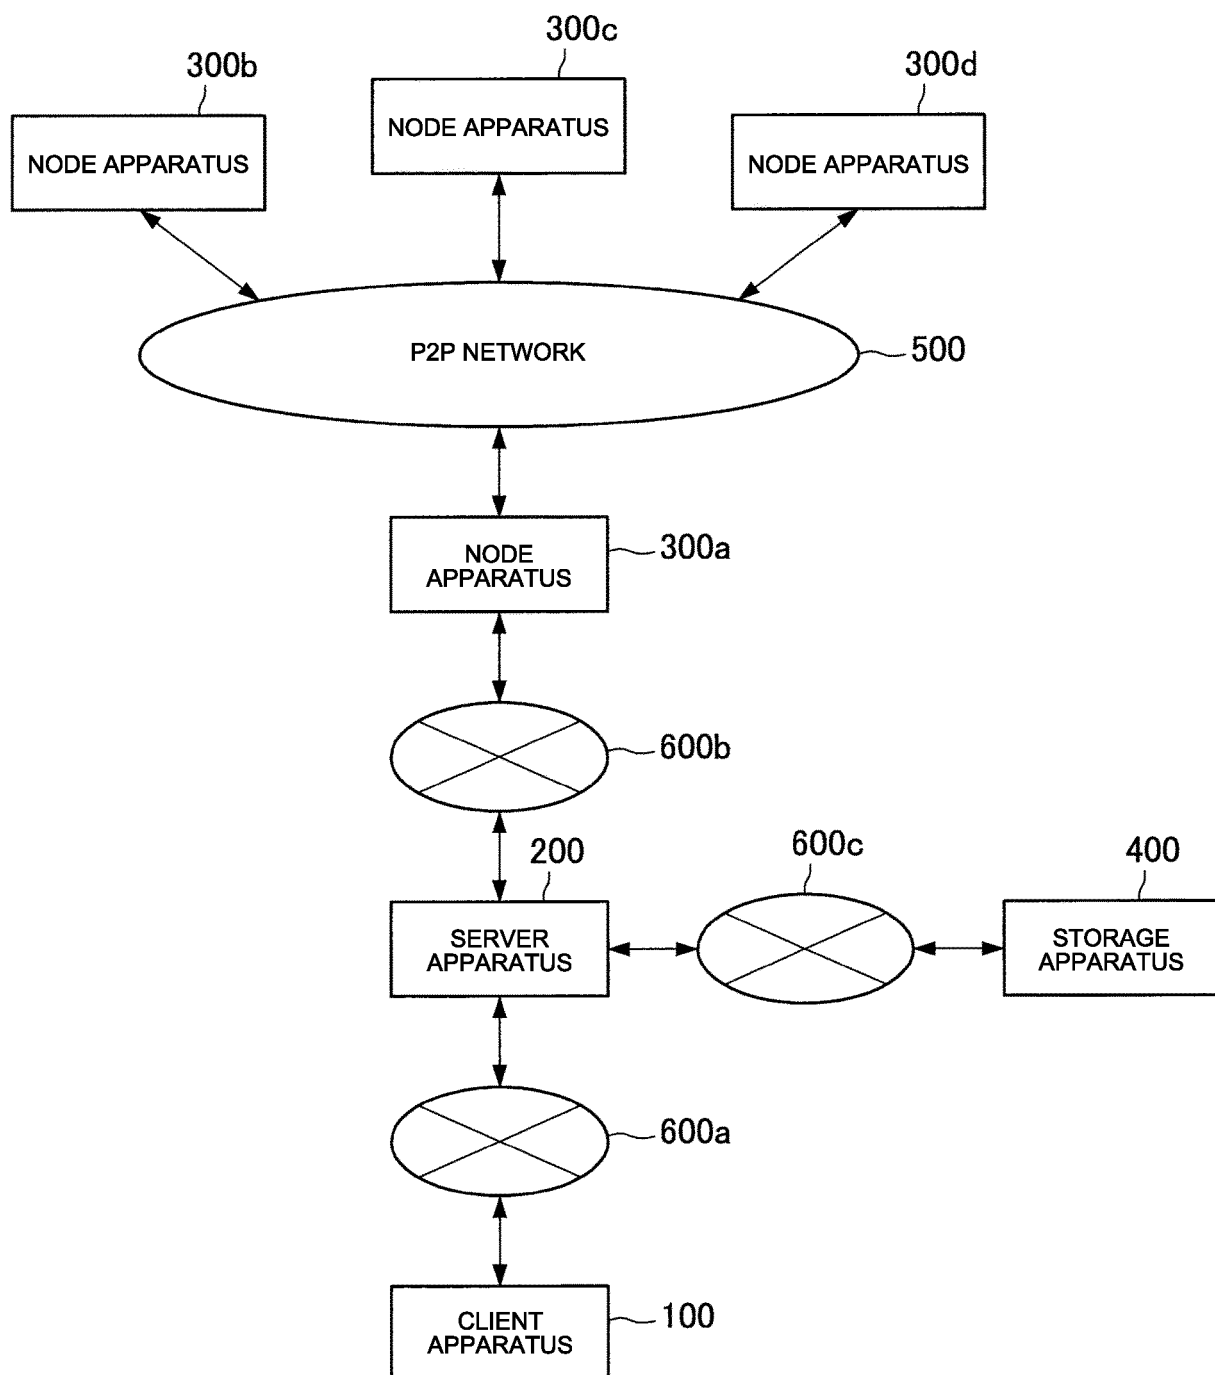 300b
300c
300d
NODE APPARATUS
NODE APPARATUS
NODE APPARATUS
P2P NETWORK
500
NODE
APPARATUS
300a
600b
200
600c
400
SERVER
APPARATUS
STORAGE
APPARATUS
600a
CLIENT
APPARATUS
100